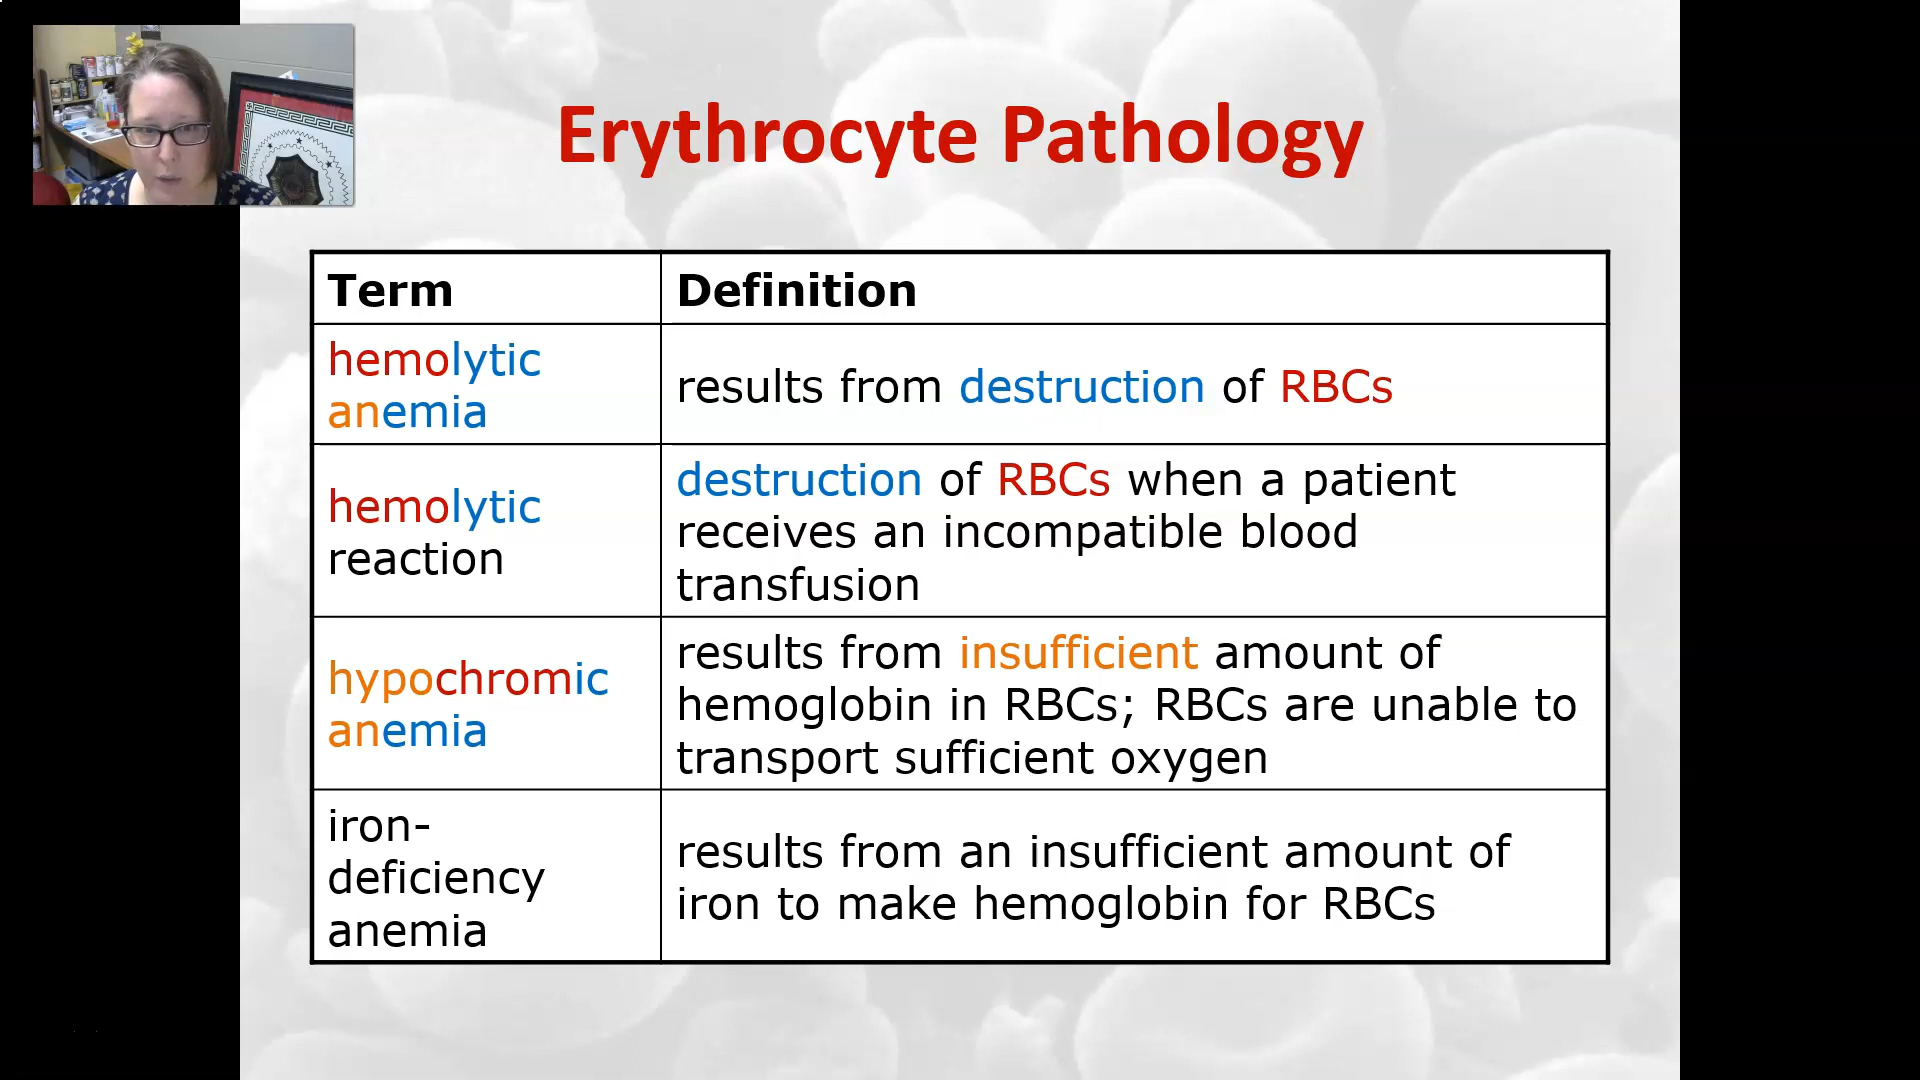 Erythrocyte Pathology
Term
Definition
hemolytic
anemia
results from destruction of RBCs
hemolytic
reaction
destruction of RBCs when a patient
receives an incompatible blood
transfusion
hypochromic
anemia
results from insufficient amount of
hemoglobin in RBCs; RBCs are unable to
transport sufficient oxygen
iron-
deficiency
anemia
results from an insufficient amount of
iron to make hemoglobin for RBCs